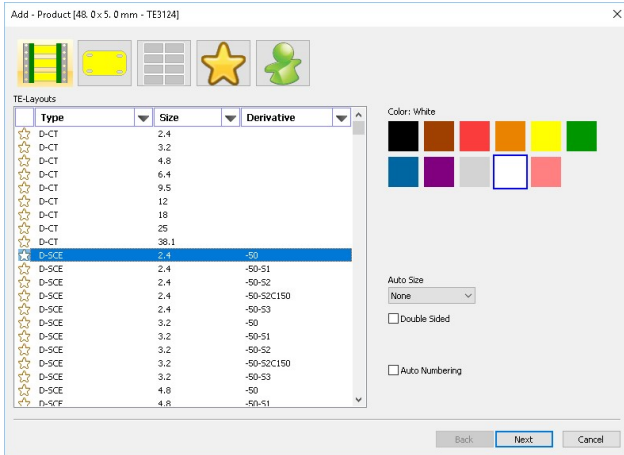 Add - Product [48. 0 x 5. 0 mm - TE3124]
TE-Layouts
Type Size Derivative
D-CT 2.4
D-CT 3.2
D-CT 4.8
D-CT 6.4
D-CT 9.5
D-CT 12
D-CT 18
D-CT 25
D-CT 38.1
D-SCE 2.4 -50
D-SCE 2.4 -50-S1
D-SCE 2.4 -50-S2
D-SCE 2.4 -50-S2C150
D-SCE 2.4 -50-S3
D-SCE 3.2 -50
D-SCE 3.2 -50-S1
D-SCE 3.2 -50-S2
D-SCE 3.2 -50-S2C150
D-SCE 3.2 -50-S3
D-SCE 4.8 -50
D-SCE 4.8 -50-S1
Color: White
Auto Size
None
Double Sided
Auto Numbering
Back Next Cancel